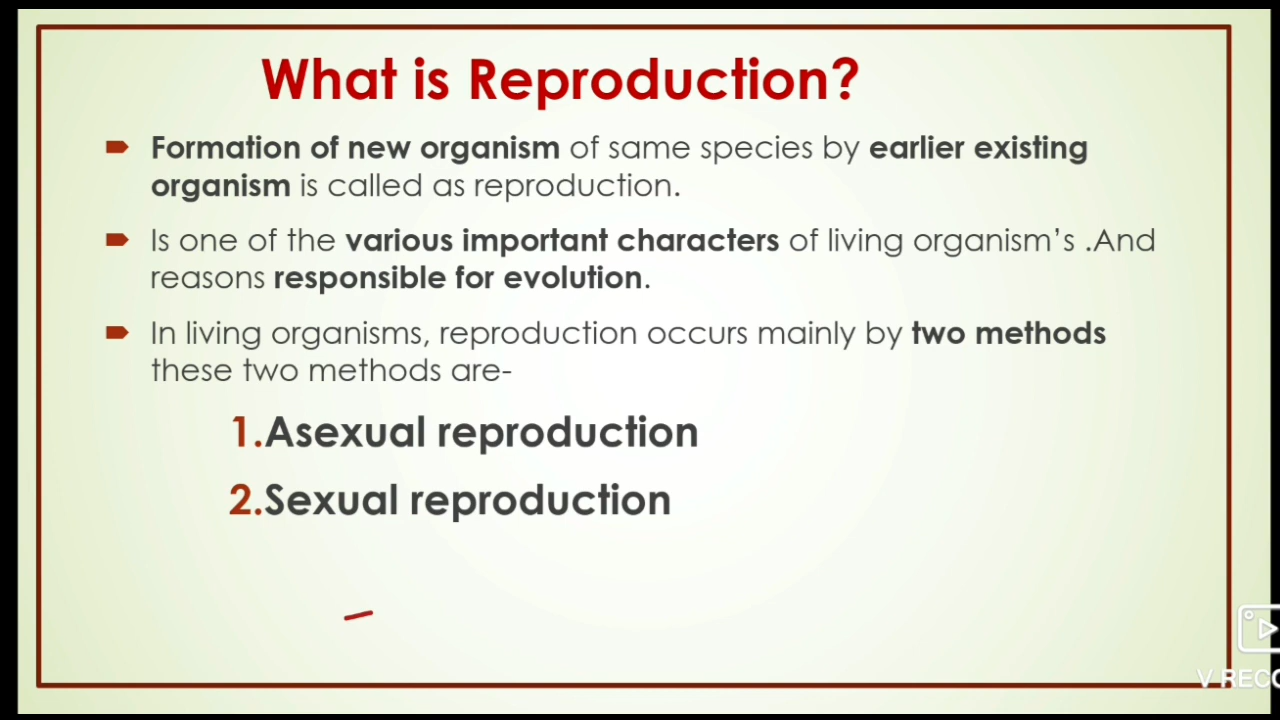 What is Reproduction?
Formation of new organism of same species by earlier existing
organism is called as reproduction.
Is one of the various important characters of living organism's .And
reasons responsible for evolution.
In living organisms, reproduction occurs mainly by two methods
these two methods are-
1.Asexual reproduction
2.Sexual reproduction
V RECO